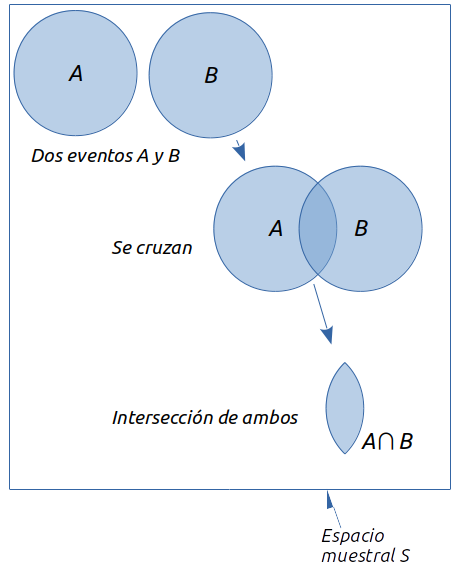 A
B
Dos eventos A y B
A
B
Se cruzan
Intersección de ambos
A∩B
Espacio
muestral S